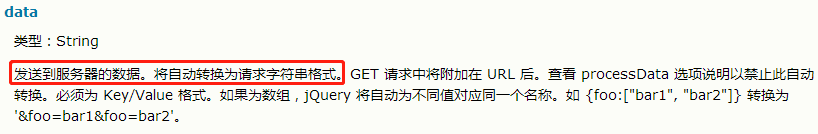 data
类型：String
发送到服务器的数据。将自动转换为请求字符串格式。GET 请求中将附加在 URL 后。查看 processData 选项说明以禁止此自动
转换。必须为 Key/Value 格式。如果为数组，jQuery 将自动为不同值对应同一个名称。如 {foo:["bar1", "bar2"]} 转换为
'&foo=bar1&foo=bar2'。